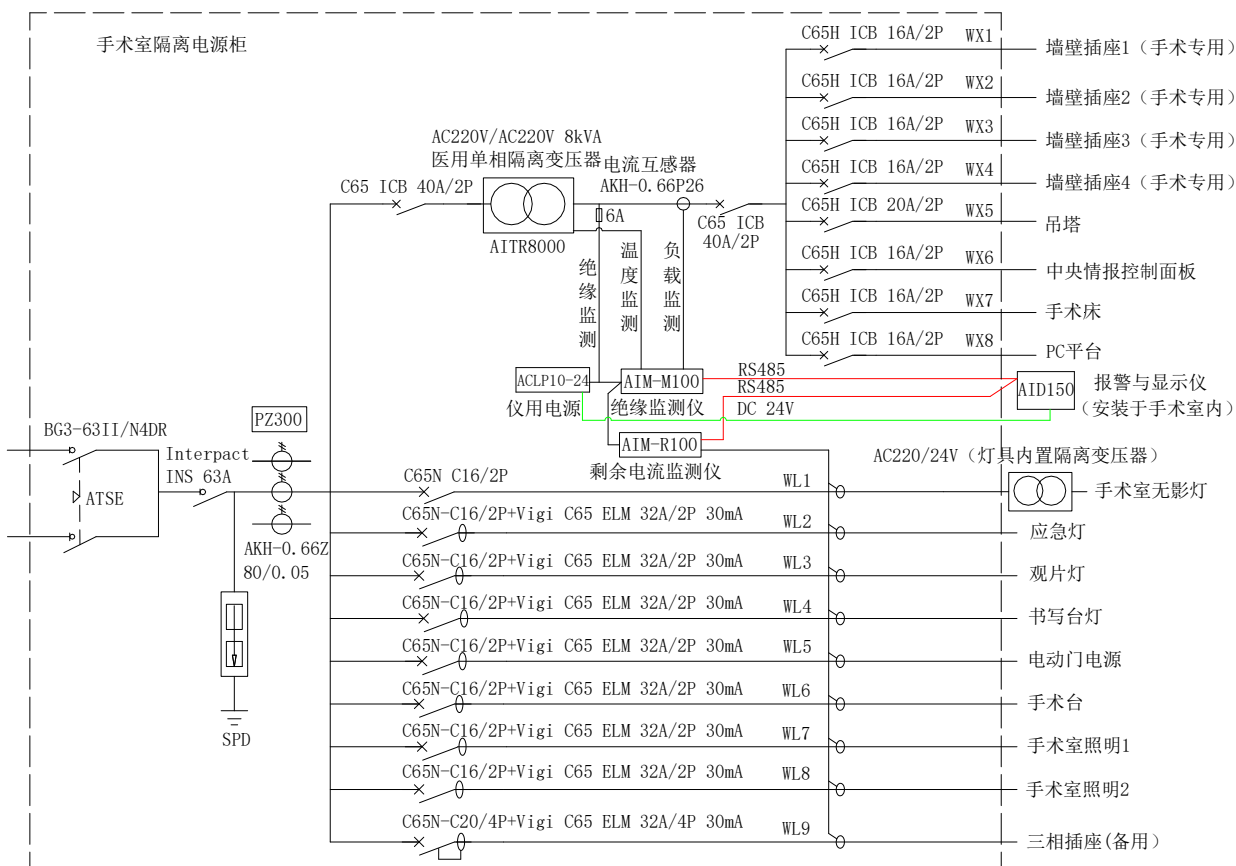 手术室隔离电源柜
C65H ICB 16A/2P WX1 墙壁插座1（手术专用）
C65H ICB 16A/2P WX2 墙壁插座2（手术专用）
C65H ICB 16A/2P WX3 墙壁插座3（手术专用）
C65H ICB 16A/2P WX4 墙壁插座4（手术专用）
C65H ICB 20A/2P WX5 吊塔
C65H ICB 16A/2P WX6 中央情报控制面板
C65H ICB 16A/2P WX7 手术床
C65H ICB 16A/2P WX8 PC平台
AC220V/AC220V 8kVA
医用单相隔离变压器
电流互感器
AKH-0.66P26
C65 ICB 40A/2P
AITR8000
6A
C65 ICB
40A/2P
绝缘监测
温度监测
负载监测
ACLP10-24
仪用电源
AIM-M100
绝缘监测仪
RS485
RS485
DC 24V
AID150
报警与显示仪
（安装于手术室内）
AIM-R100
剩余电流监测仪
BG3-63II/N4DR
ATSE
Interpact
INS 63A
PZ300
AKH-0.66Z
80/0.05
SPD
AC220/24V（灯具内置隔离变压器）
C65N C16/2P WL1 手术室无影灯
C65N-C16/2P+Vigi C65 ELM 32A/2P 30mA WL2 应急灯
C65N-C16/2P+Vigi C65 ELM 32A/2P 30mA WL3 观片灯
C65N-C16/2P+Vigi C65 ELM 32A/2P 30mA WL4 书写台灯
C65N-C16/2P+Vigi C65 ELM 32A/2P 30mA WL5 电动门电源
C65N-C16/2P+Vigi C65 ELM 32A/2P 30mA WL6 手术台
C65N-C16/2P+Vigi C65 ELM 32A/2P 30mA WL7 手术室照明1
C65N-C16/2P+Vigi C65 ELM 32A/2P 30mA WL8 手术室照明2
C65N-C20/4P+Vigi C65 ELM 32A/4P 30mA WL9 三相插座(备用）